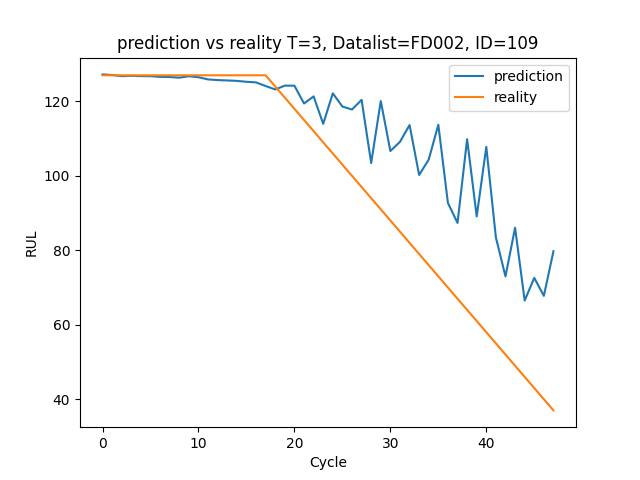 prediction vs reality T=3, Datalist=FD002, ID=109
prediction
reality
120
100
80
60
40
RUL
0
10
20
30
40
Cycle